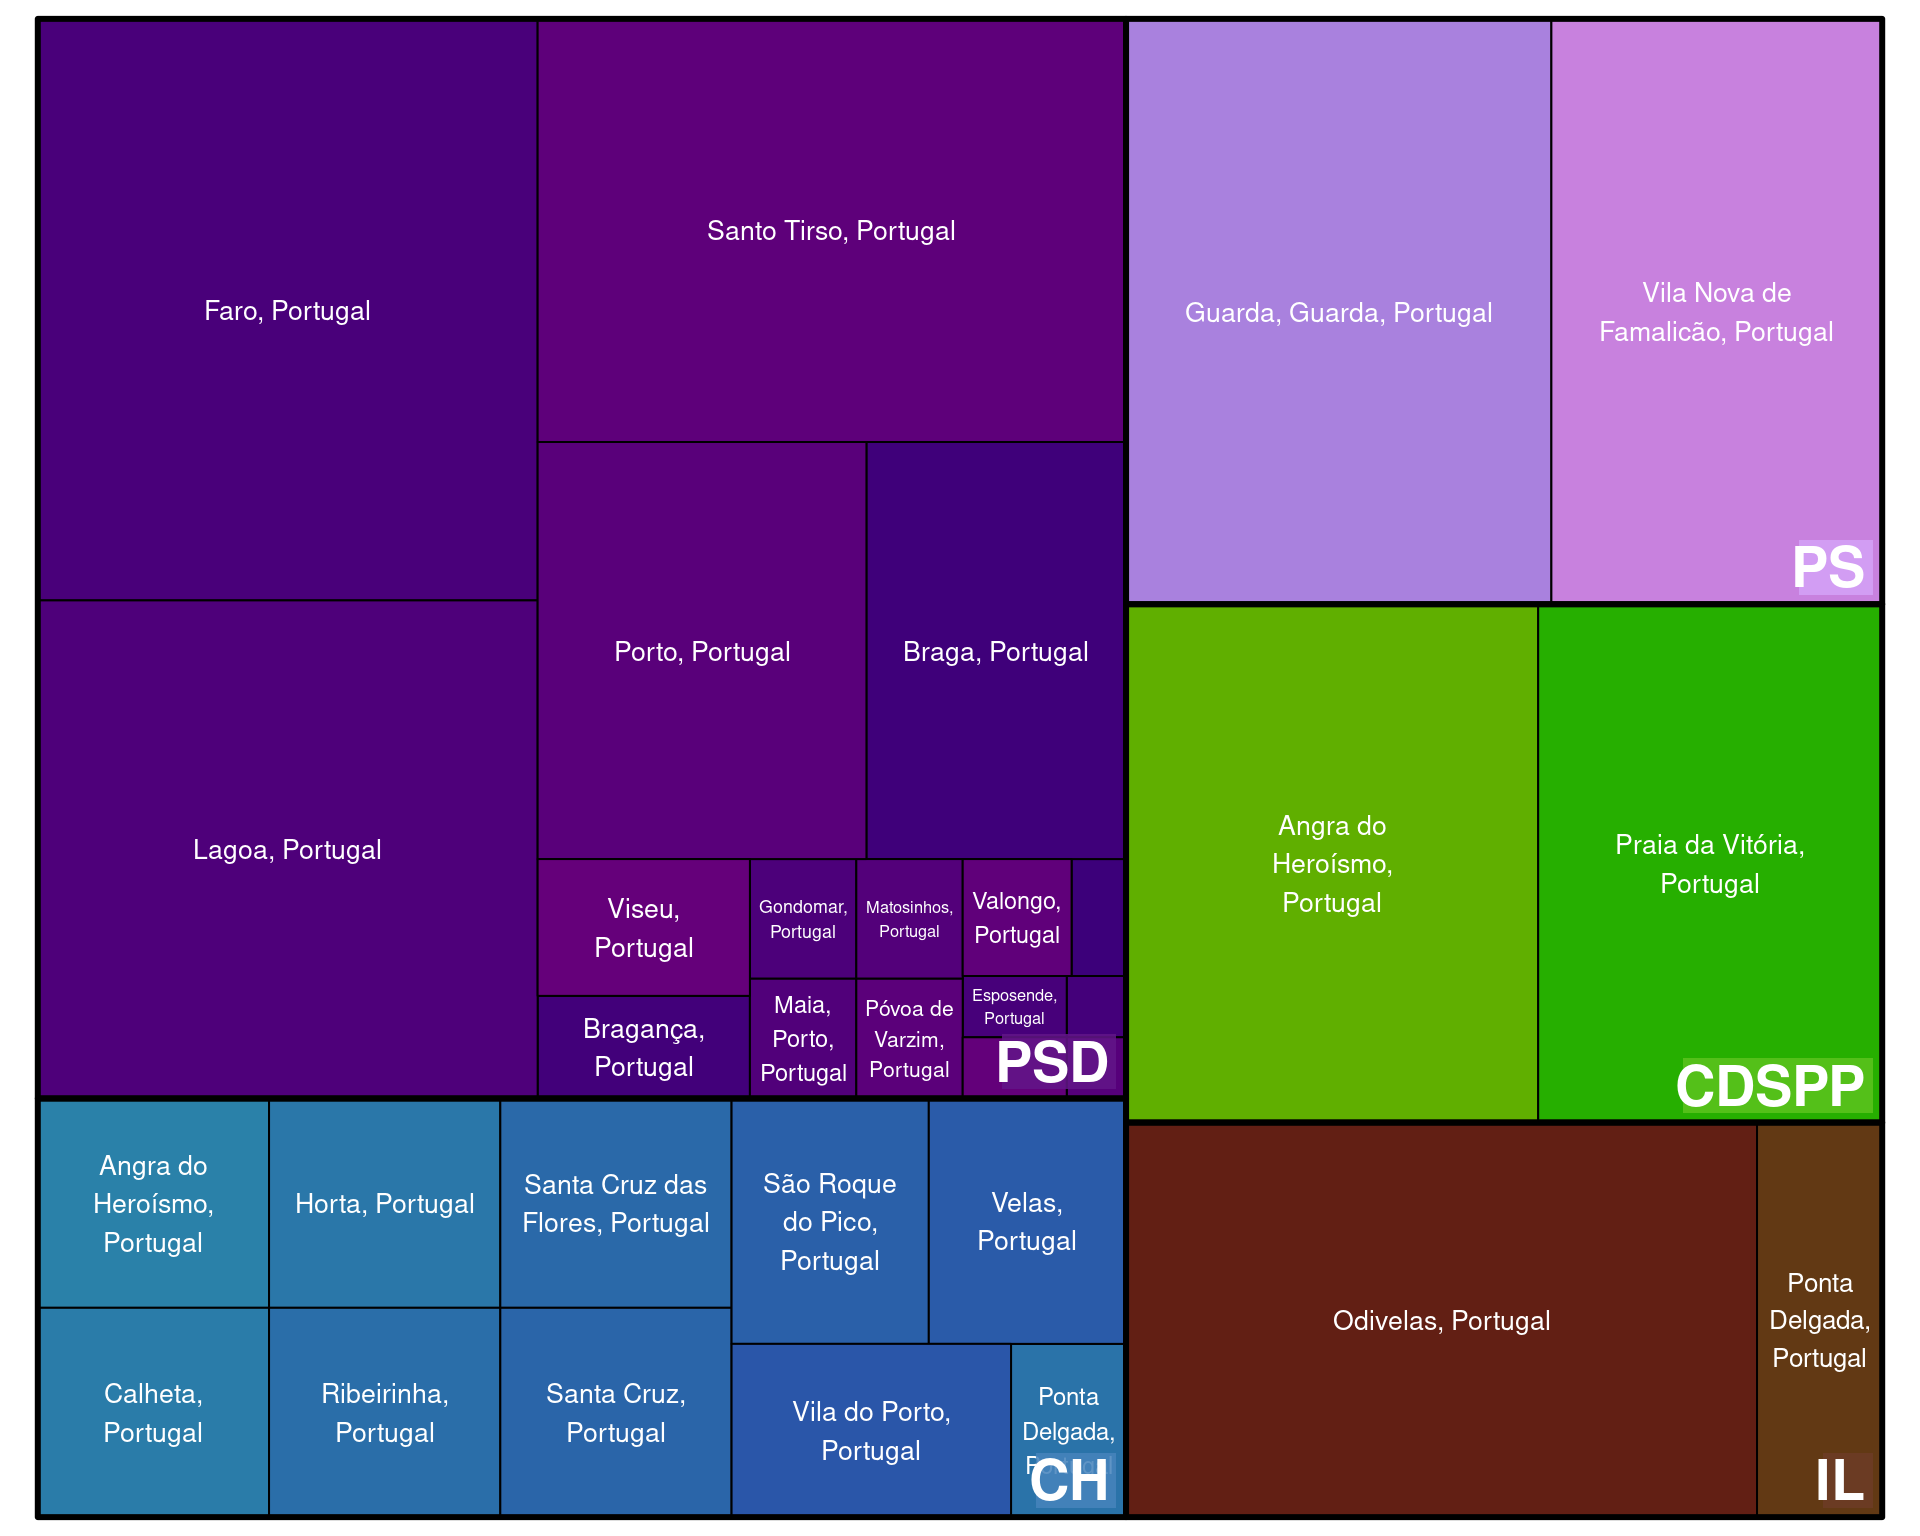 Faro, Portugal
Santo Tirso, Portugal
Porto, Portugal
Braga, Portugal
Lagoa, Portugal
Viseu,
Portugal
Bragança,
Portugal
Gondomar,
Portugal
Matosinhos,
Portugal
Valongo,
Portugal
Maia,
Porto,
Portugal
Póvoa de
Varzim,
Portugal
Esposende,
Portugal
PSD
Guarda, Guarda, Portugal
Vila Nova de
Famalicão, Portugal
PS
Angra do
Heroísmo,
Portugal
Praia da Vitória,
Portugal
CDSPP
Angra do
Heroísmo,
Portugal
Horta, Portugal
Santa Cruz das
Flores, Portugal
São Roque
do Pico,
Portugal
Velas,
Portugal
Calheta,
Portugal
Ribeirinha,
Portugal
Santa Cruz,
Portugal
Vila do Porto,
Portugal
Ponta
Delgada,
Portugal
CH
Odivelas, Portugal
Ponta
Delgada,
Portugal
IL